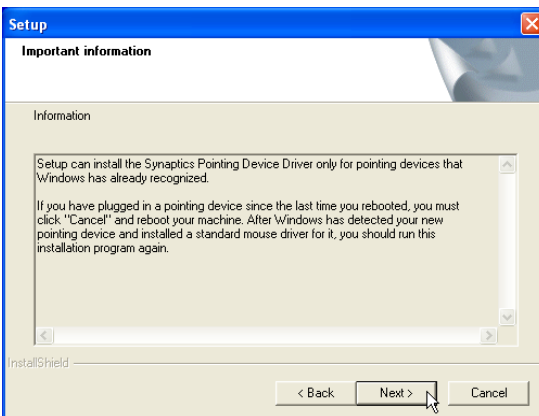 Setup
Important information
Information
Setup can install the Synaptics Pointing Device Driver only for pointing devices that
Windows has already recognized.
If you have plugged in a pointing device since the last time you rebooted, you must
click "Cancel" and reboot your machine. After Windows has detected your new
pointing device and installed a standard mouse driver for it, you should run this
installation program again.
InstallShield
< Back
Next >
Cancel